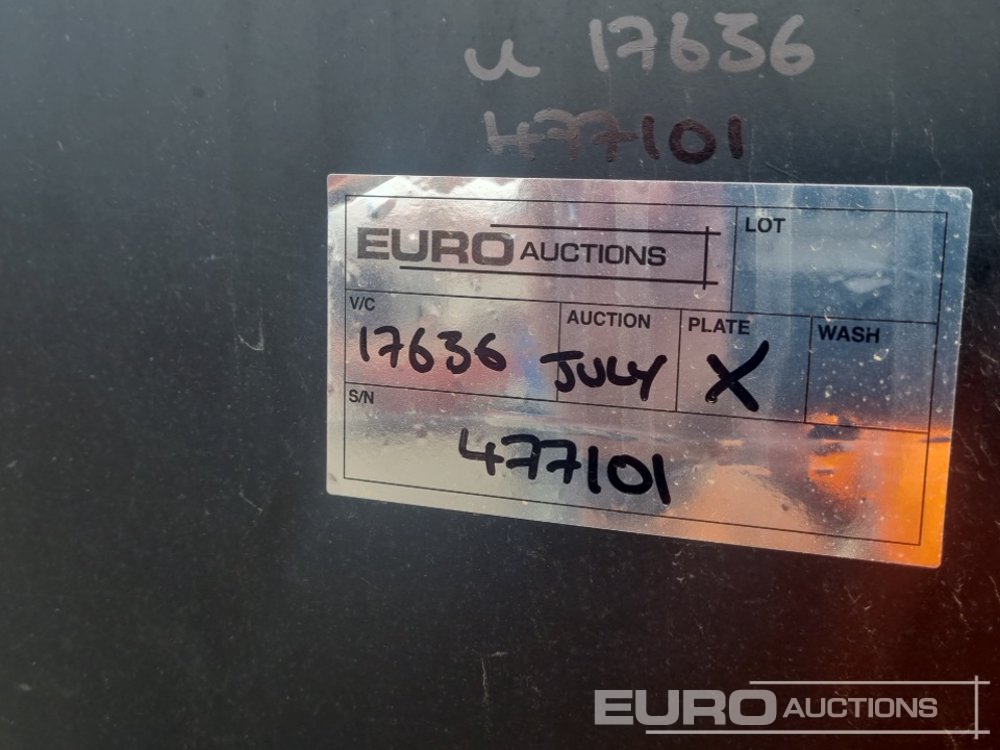 u 17636
477101
EURO AUCTIONS LOT
V/C AUCTION PLATE WASH
17636 JULY X
S/N
477101
EURO AUCTIONS